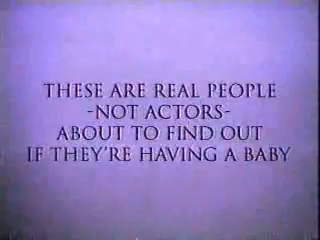 THESE ARE REAL PEOPLE
-NOT ACTORS-
ABOUT TO FIND OUT
IF THEY'RE HAVING A BABY